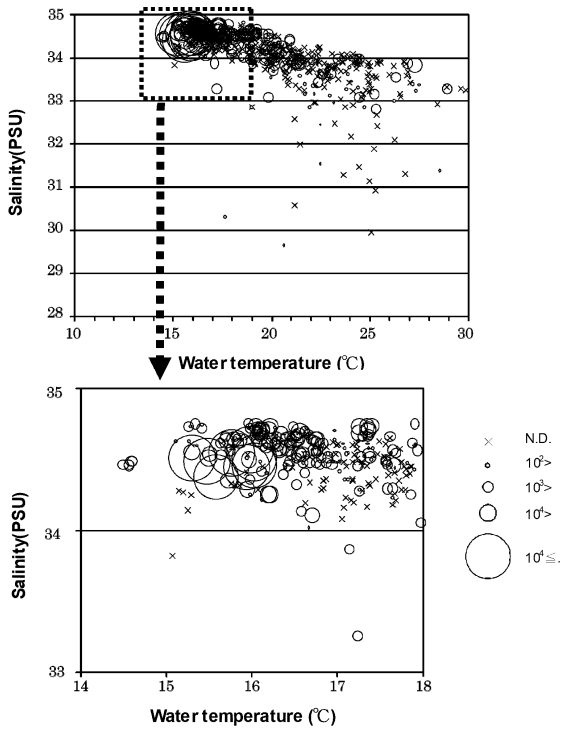 35
34
33
32
31
30
29
28
Salinity(PSU)
10 15 20 25 30
Water temperature (℃)
35
34
33
Salinity(PSU)
14 15 16 17 18
Water temperature (℃)
N.D.
10²>
10³>
10⁴>
10⁴≦.